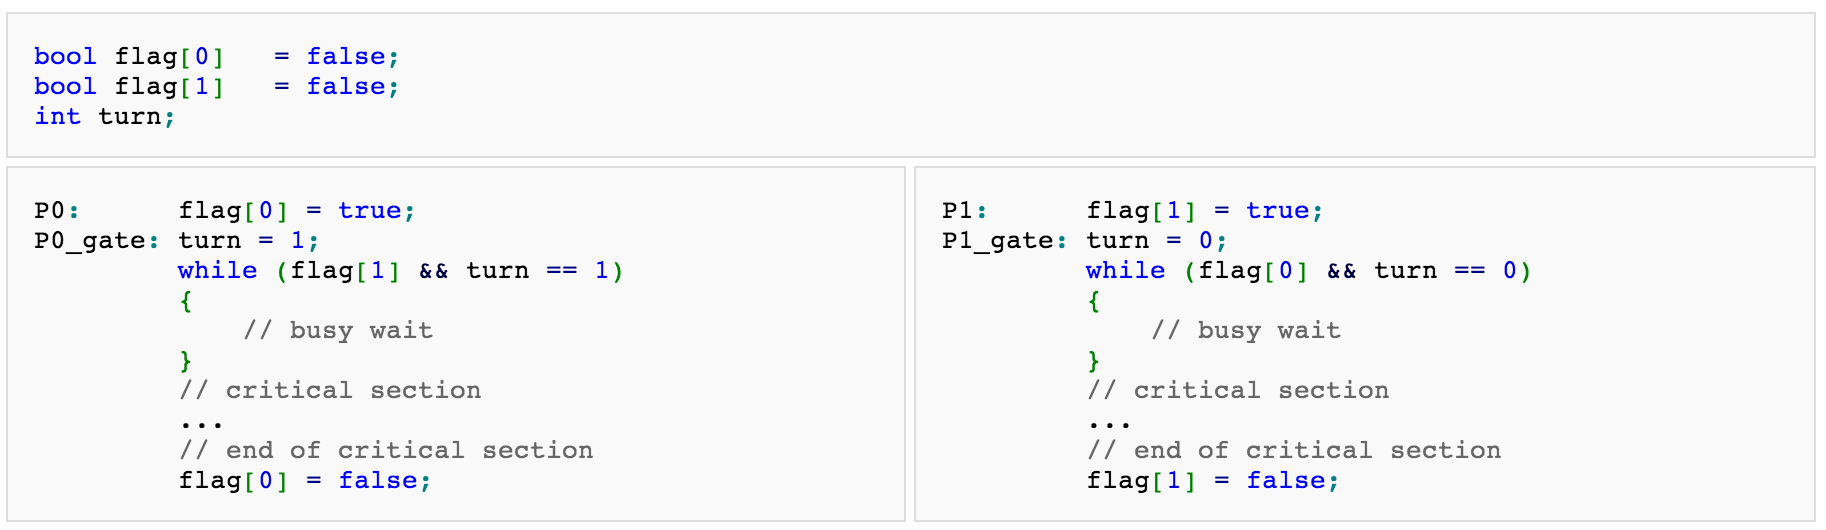 bool flag[0]   = false;
bool flag[1]   = false;
int turn;
P0:      flag[0] = true;
P0_gate: turn = 1;
         while (flag[1] && turn == 1)
         {
             // busy wait
         }
         // critical section
         ...
         // end of critical section
         flag[0] = false;
P1:      flag[1] = true;
P1_gate: turn = 0;
         while (flag[0] && turn == 0)
         {
             // busy wait
         }
         // critical section
         ...
         // end of critical section
         flag[1] = false;